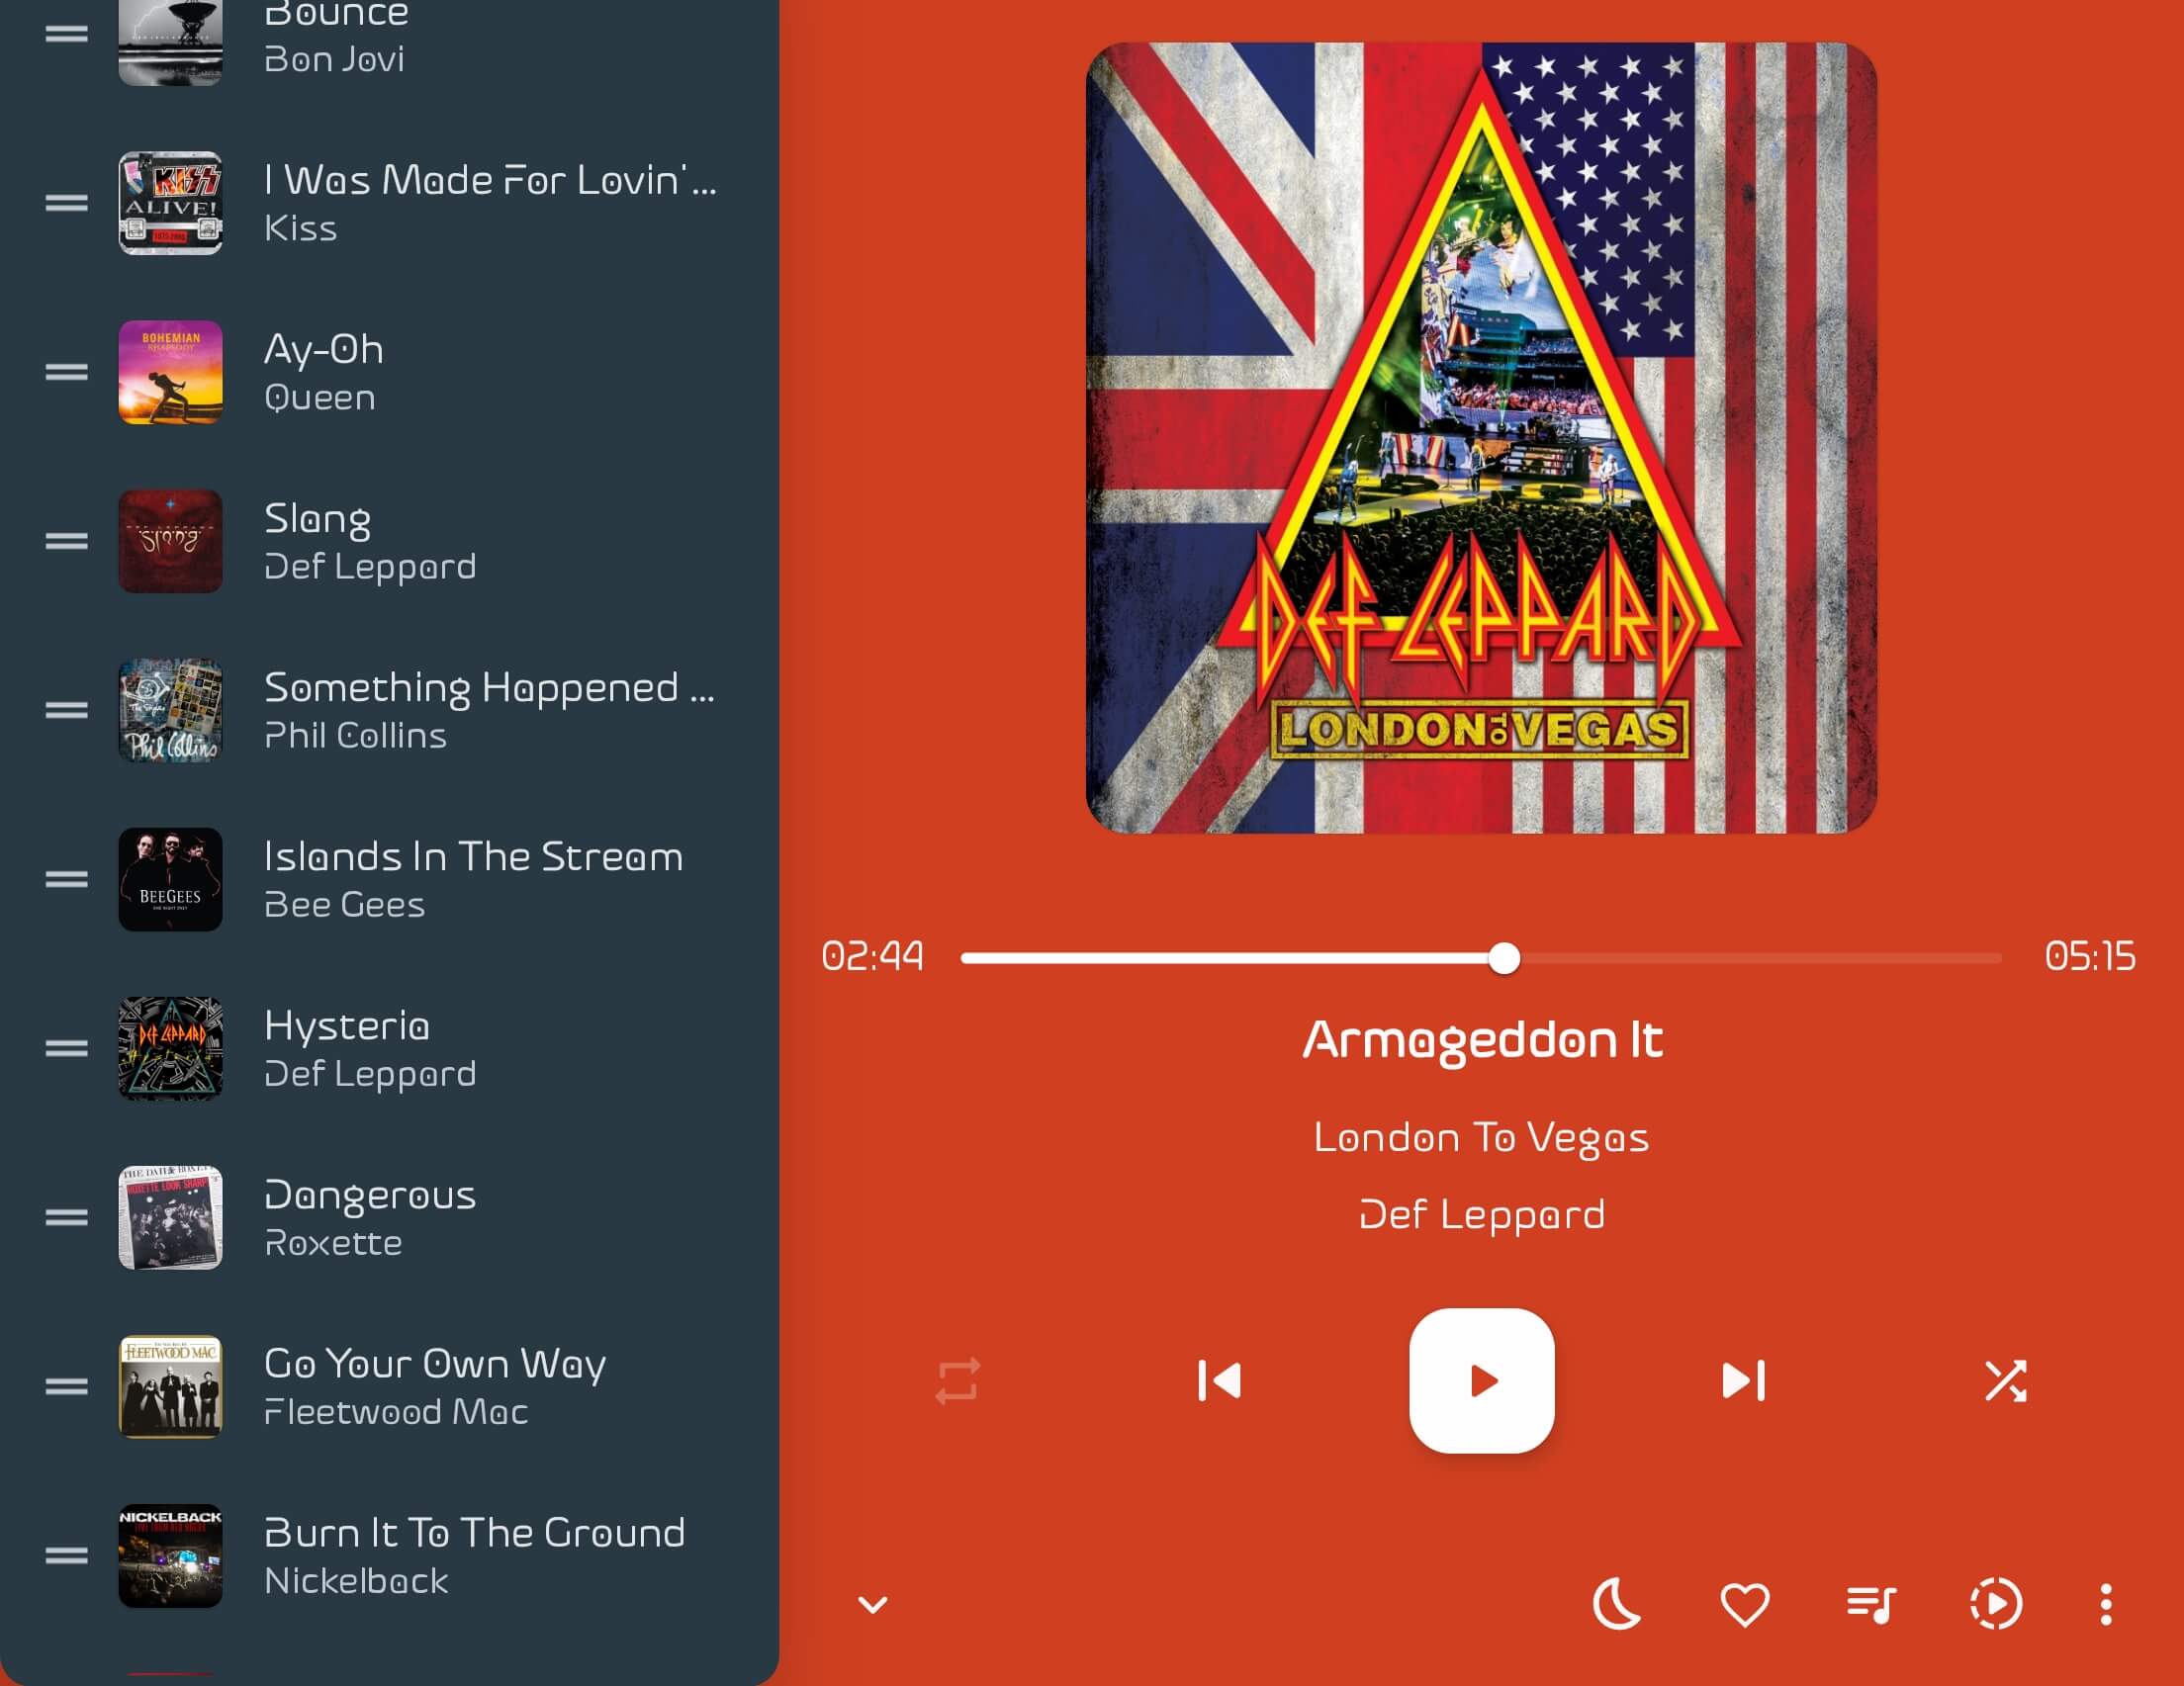 Bounce
Bon Jovi
KISS
ALIVE!
I Was Made For Lovin'...
Kiss
BOHEMIAN
RHAPSODY
Ay-Oh
Queen
Slang
Slang
Def Leppard
Phil Collins
Something Happened ...
Phil Collins
BEEGEES
Islands In The Stream
Bee Gees
DEF LEPPARD
Hysteria
Def Leppard
ROXETTE LOOK SHARP
Dangerous
Roxette
FLEETWOOD MAC
Go Your Own Way
Fleetwood Mac
NICKELBACK
Burn It To The Ground
Nickelback
DEF LEPPARD
LONDON TO VEGAS
02:44
05:15
Armageddon It
London To Vegas
Def Leppard